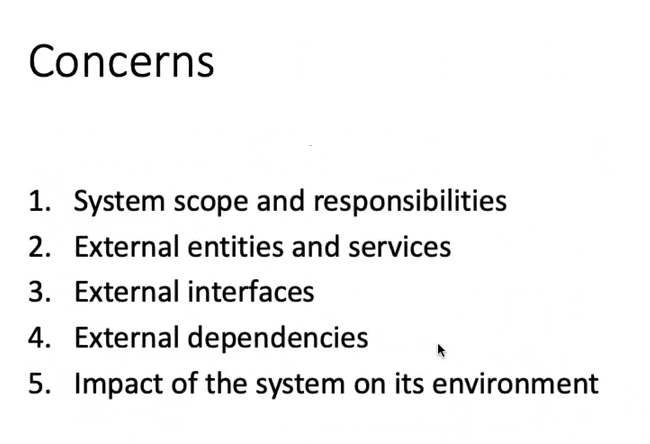 Concerns
1. System scope and responsibilities
2. External entities and services
3. External interfaces
4. External dependencies
5. Impact of the system on its environment